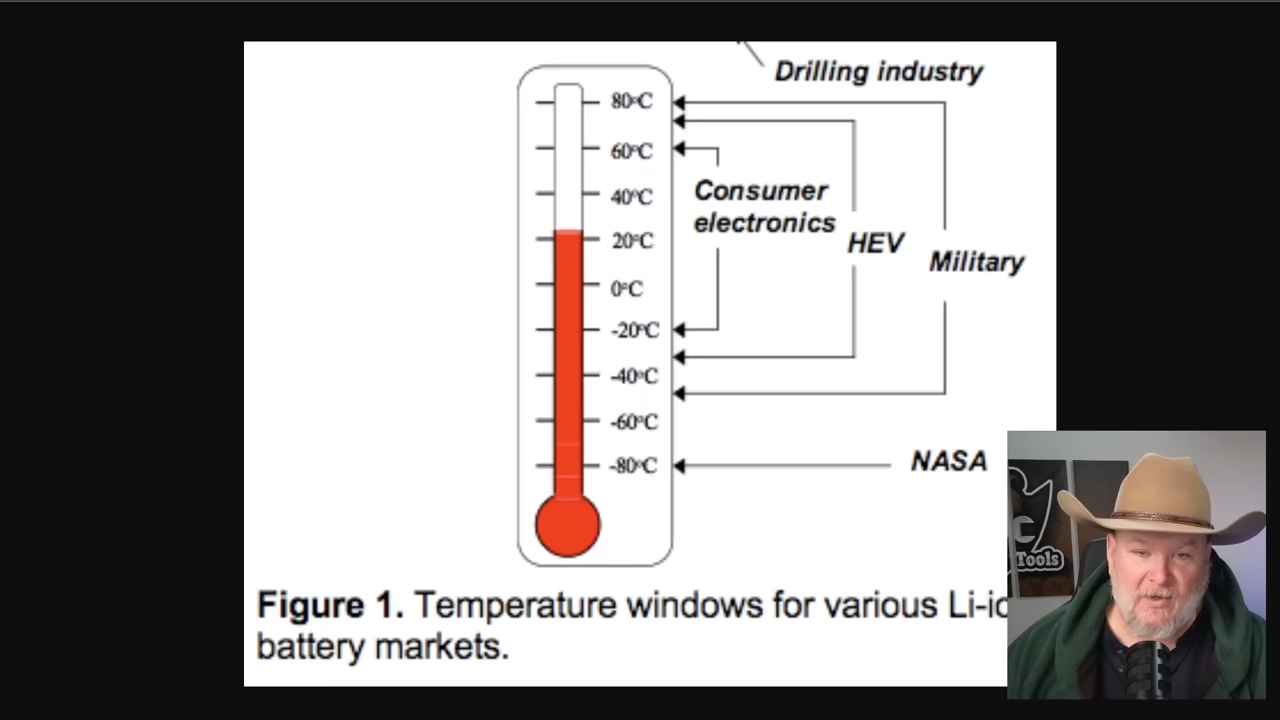 Drilling industry
80°C
60°C
40°C
20°C
0°C
-20°C
-40°C
-60°C
-80°C
Consumer
electronics
HEV
Military
NASA
Figure 1. Temperature windows for various Li-io
battery markets.
C
Tools